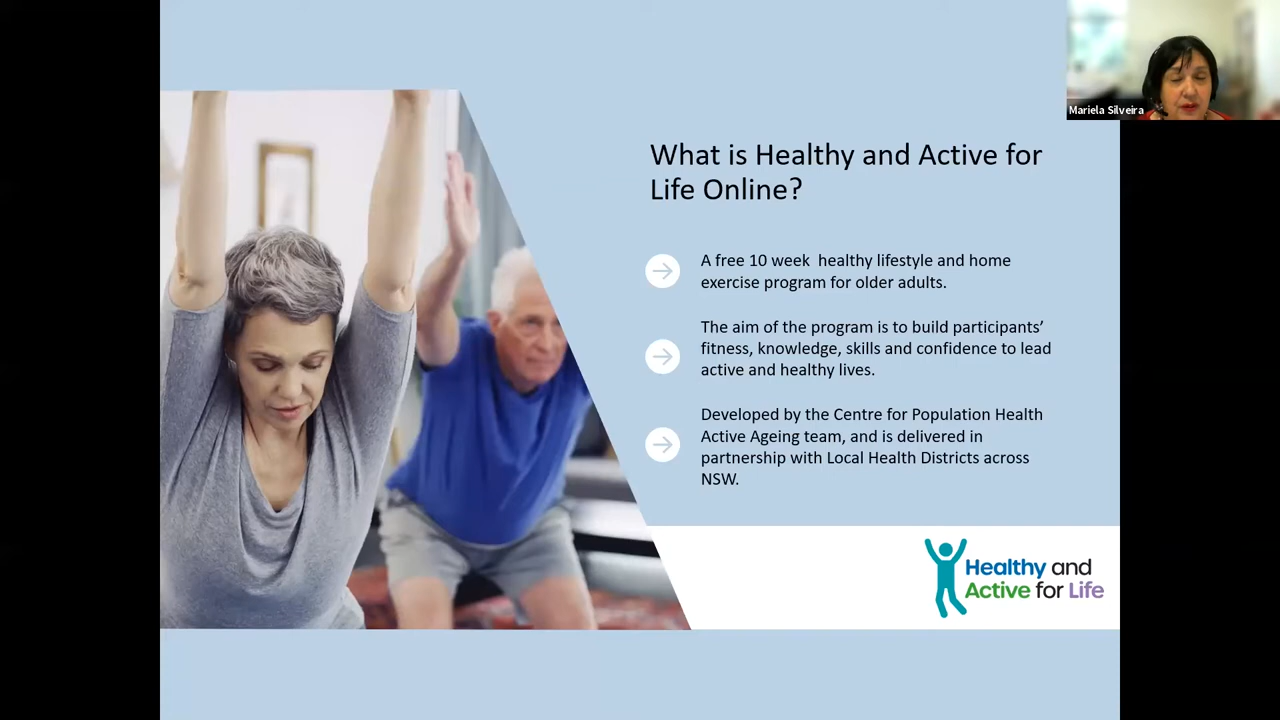 Mariela Silveira
What is Healthy and Active for
Life Online?
A free 10 week  healthy lifestyle and home
exercise program for older adults.
The aim of the program is to build participants’
fitness, knowledge, skills and confidence to lead
active and healthy lives.
Developed by the Centre for Population Health
Active Ageing team, and is delivered in
partnership with Local Health Districts across
NSW.
Healthy and
Active for Life